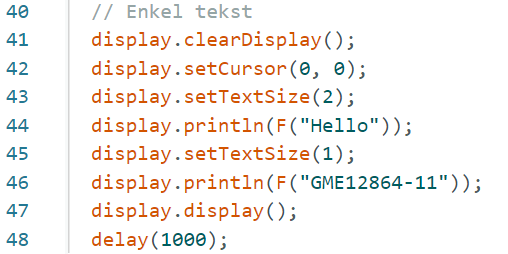 40 // Enkel tekst
41 display.clearDisplay();
42 display.setCursor(0, 0);
43 display.setTextSize(2);
44 display.println(F("Hello"));
45 display.setTextSize(1);
46 display.println(F("GME12864-11"));
47 display.display();
48 delay(1000);